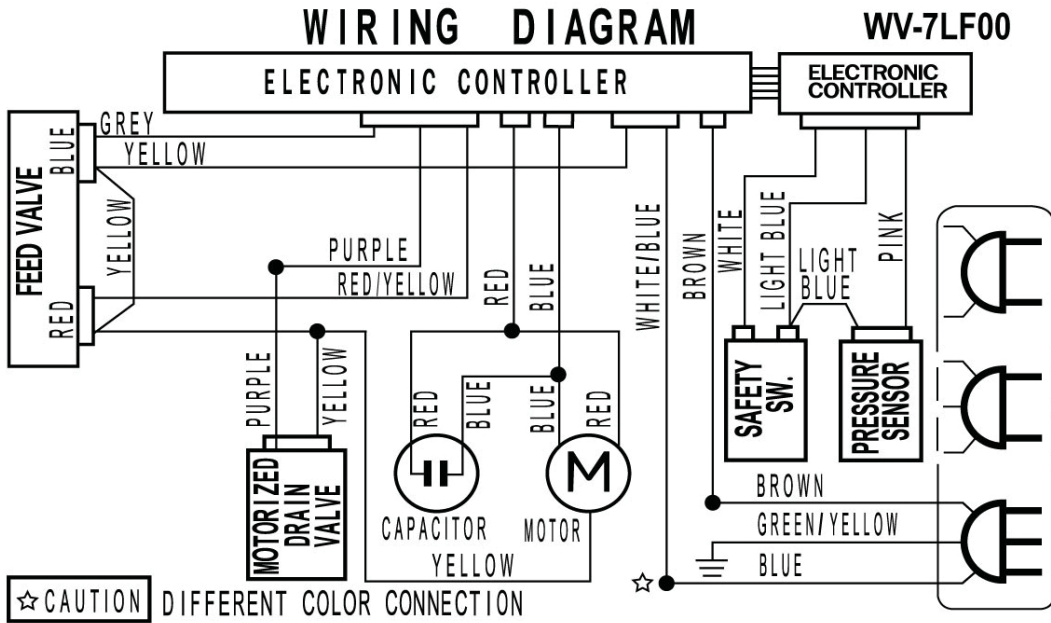 WIRING DIAGRAM
WV-7LF00
ELECTRONIC CONTROLLER
ELECTRONIC
CONTROLLER
GREY
YELLOW
BLUE
FEED VALVE
YELLOW
RED
PURPLE
RED/YELLOW
RED
BLUE
WHITE/BLUE
BROWN
WHITE
LIGHT BLUE
LIGHT
BLUE
PINK
PURPLE
YELLOW
RED
BLUE
BLUE
RED
SAFETY
SW.
PRESSURE
SENSOR
MOTORIZED
DRAIN
VALVE
M
CAPACITOR
MOTOR
YELLOW
BROWN
GREEN/YELLOW
BLUE
☆CAUTION DIFFERENT COLOR CONNECTION